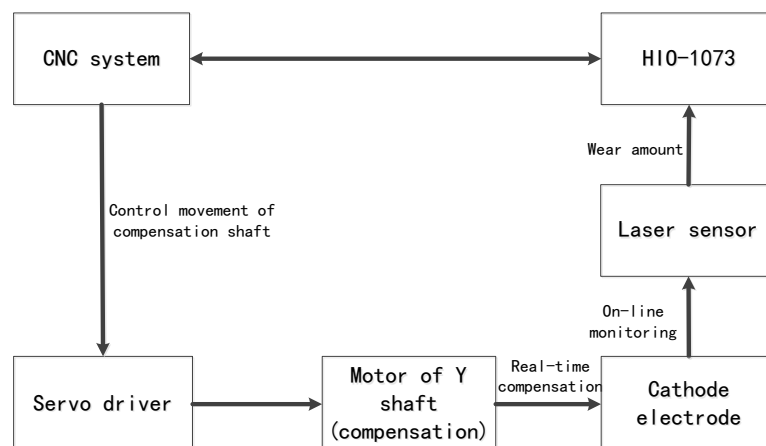 CNC system
HIO-1073
Wear amount
Control movement of
compensation shaft
Laser sensor
On-line
monitoring
Servo driver
Motor of Y
shaft
(compensation)
Real-time
compensation
Cathode
electrode